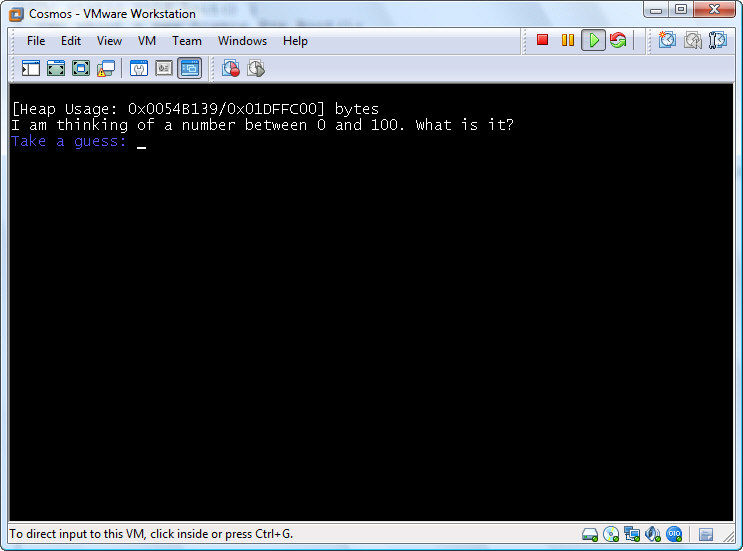 Cosmos - VMware Workstation
File Edit View VM Team Windows Help
[Heap Usage: 0x0054B139/0x01DFFC00] bytes
I am thinking of a number between 0 and 100. What is it?
Take a guess: _
To direct input to this VM, click inside or press Ctrl+G.